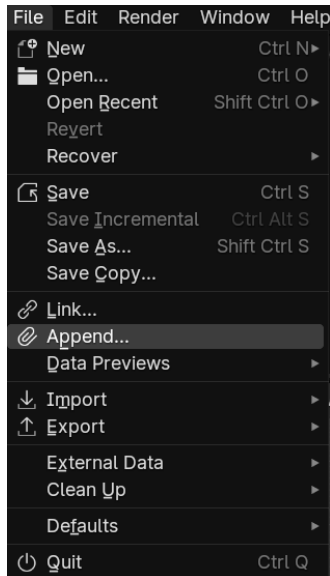 File Edit Render Window Help
New Ctrl N
Open... Ctrl O
Open Recent Shift Ctrl O
Revert
Recover
Save Ctrl S
Save Incremental Ctrl Alt S
Save As... Shift Ctrl S
Save Copy...
Link...
Append...
Data Previews
Import
Export
External Data
Clean Up
Defaults
Quit Ctrl Q